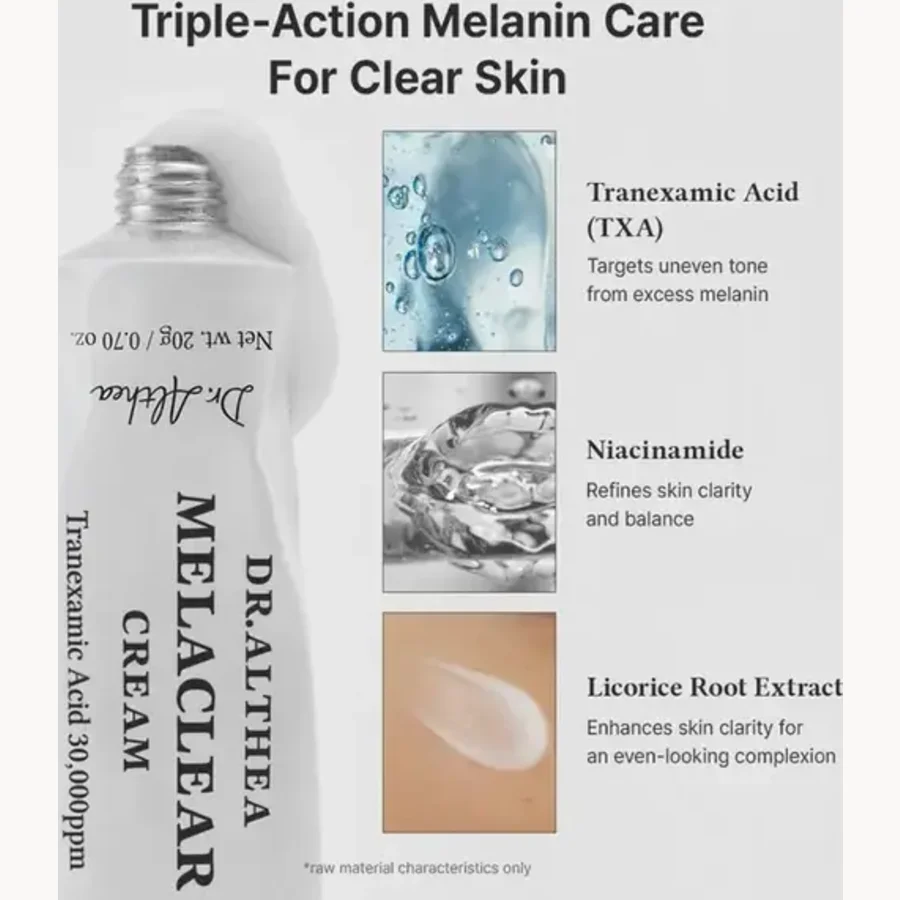 Triple-Action Melanin Care
For Clear Skin
Tranexamic Acid
(TXA)
Targets uneven tone
from excess melanin
Net wt. 20g / 0.70 oz.
Dr.Althea
Niacinamide
Refines skin clarity
and balance
DR.ALTHEA
MELACLEAR
CREAM
Tranexamic Acid 30,000ppm
Licorice Root Extract
Enhances skin clarity for
an even-looking complexion
*raw material characteristics only